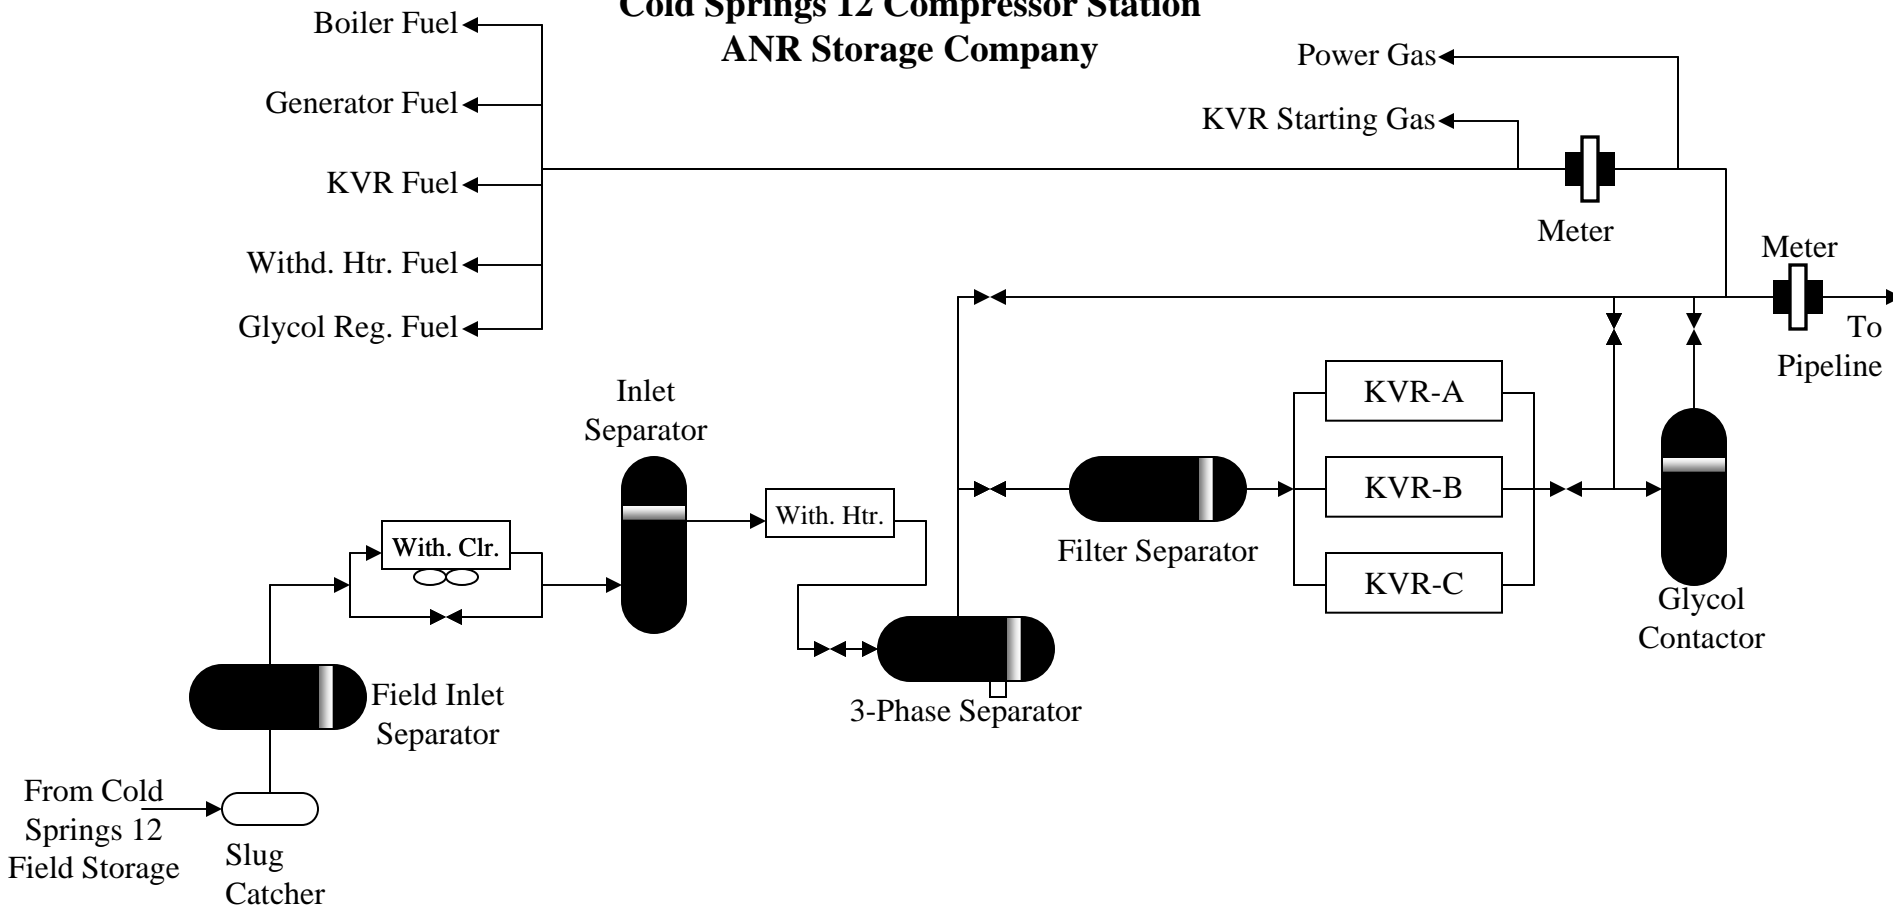 Cold Springs 12 Compressor Station
ANR Storage Company
Boiler Fuel
Generator Fuel
KVR Fuel
Withd. Htr. Fuel
Glycol Reg. Fuel
Power Gas
KVR Starting Gas
Meter
Meter
To
Pipeline
Inlet
Separator
KVR-A
KVR-B
KVR-C
With. Htr.
With. Clr.
Filter Separator
Glycol
Contactor
3-Phase Separator
Field Inlet
Separator
From Cold
Springs 12
Field Storage
Slug
Catcher